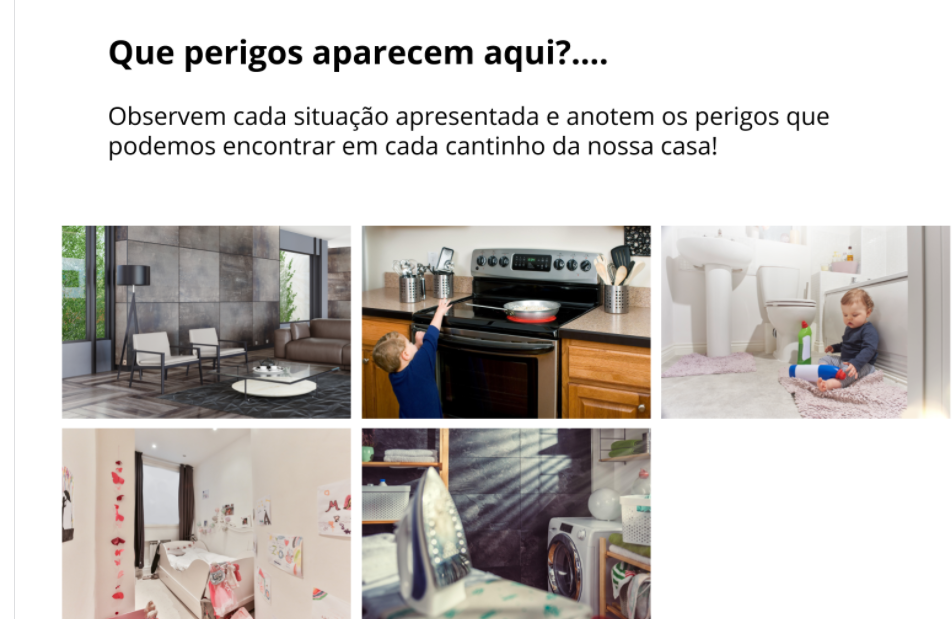 Que perigos aparecem aqui?....
Observem cada situação apresentada e anotem os perigos que
podemos encontrar em cada cantinho da nossa casa!